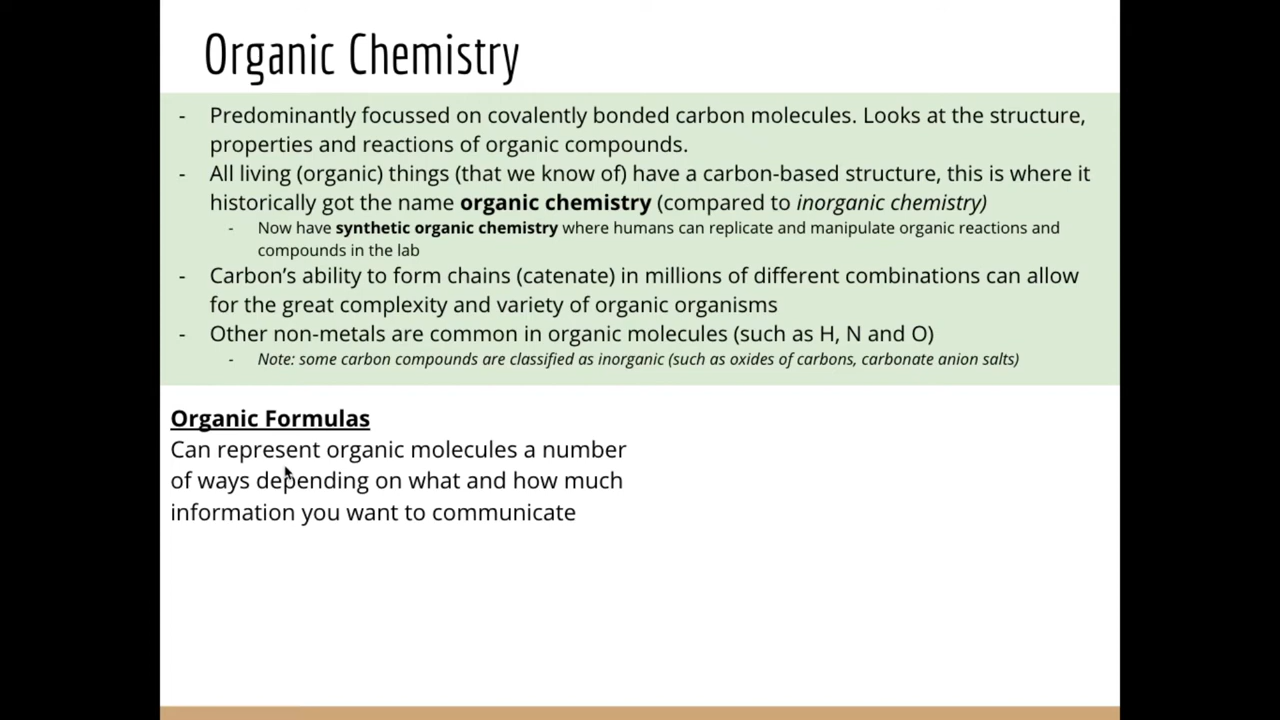 Organic Chemistry
- Predominantly focussed on covalently bonded carbon molecules. Looks at the structure,
properties and reactions of organic compounds.
- All living (organic) things (that we know of) have a carbon-based structure, this is where it
historically got the name organic chemistry (compared to inorganic chemistry)
- Now have synthetic organic chemistry where humans can replicate and manipulate organic reactions and
compounds in the lab
- Carbon’s ability to form chains (catenate) in millions of different combinations can allow
for the great complexity and variety of organic organisms
- Other non-metals are common in organic molecules (such as H, N and O)
- Note: some carbon compounds are classified as inorganic (such as oxides of carbons, carbonate anion salts)
Organic Formulas
Can represent organic molecules a number
of ways depending on what and how much
information you want to communicate